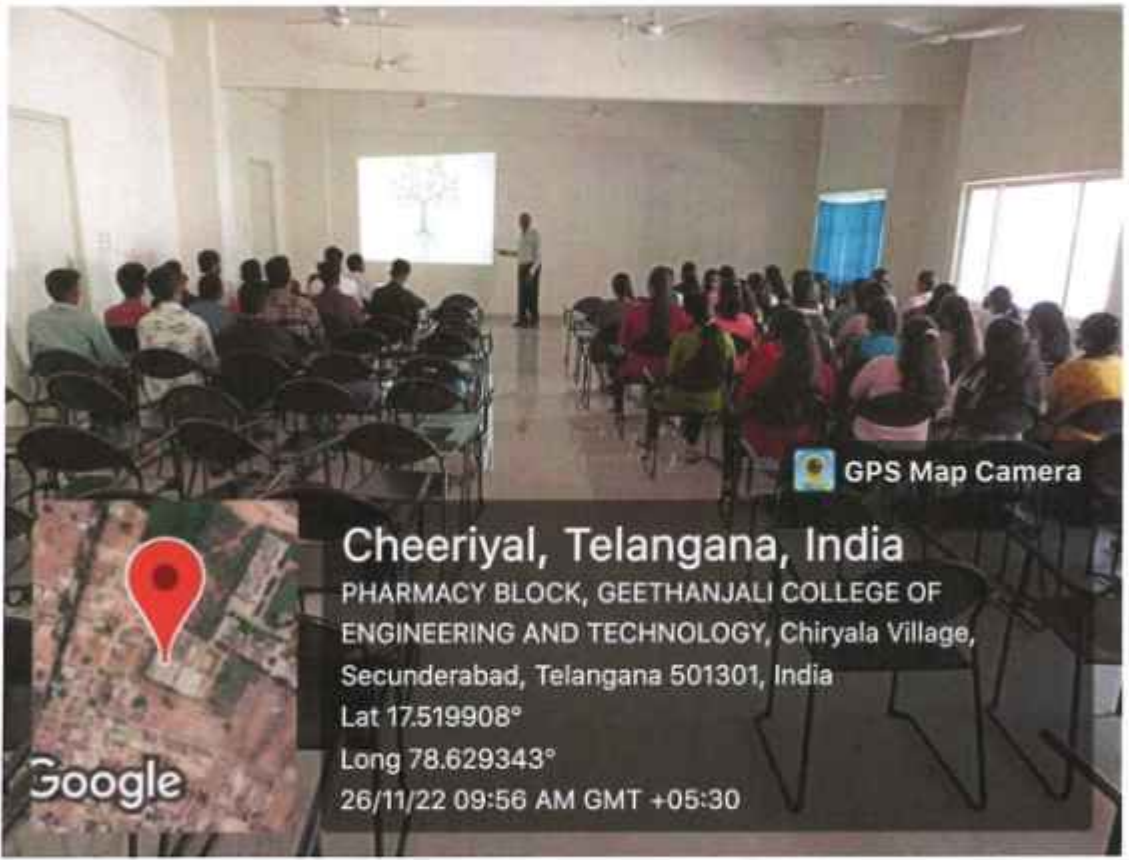 GPS Map Camera
Cheeriyal, Telangana, India
PHARMACY BLOCK, GEETHANJALI COLLEGE OF
ENGINEERING AND TECHNOLOGY, Chiryala Village,
Secunderabad, Telangana 501301, India
Lat 17.519908°
Long 78.629343°
26/11/22 09:56 AM GMT +05:30
Google